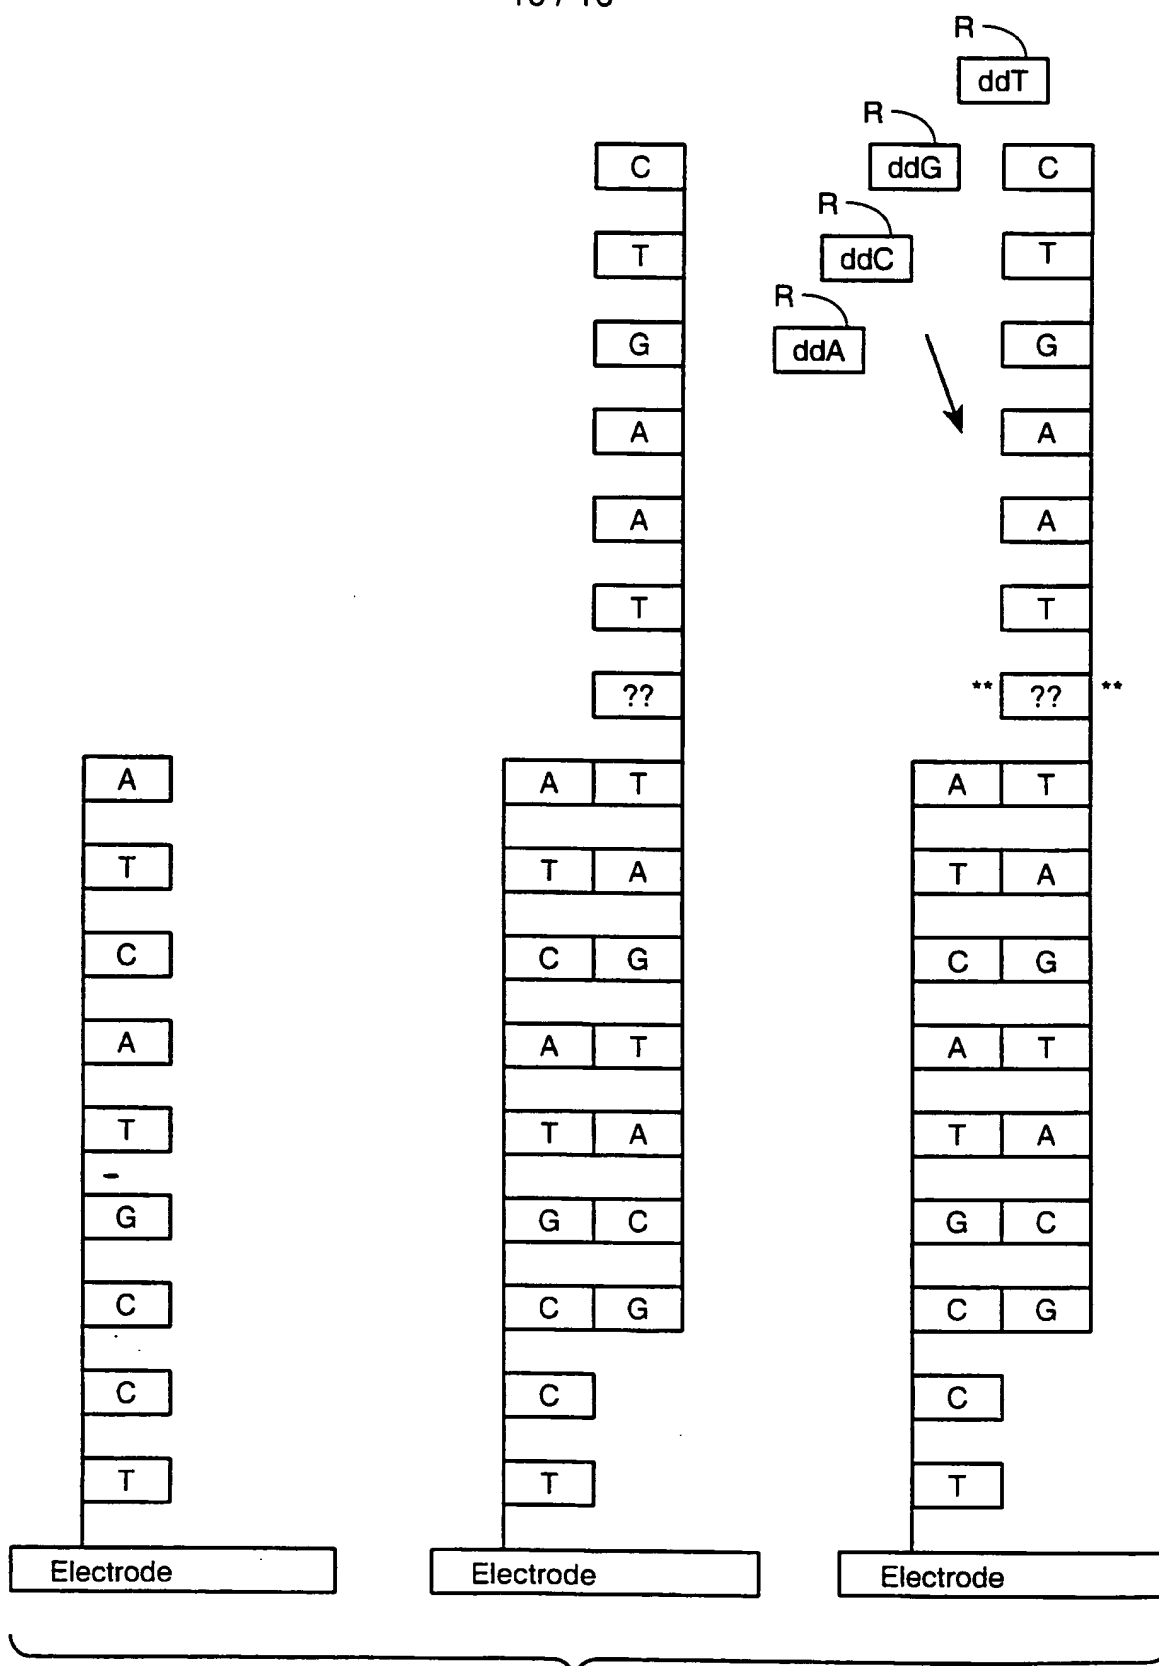 R
ddT
R
C ddG C
R
T ddC T
R
G ddA G
A A
A A
T T
?? ** ?? **
A A T A T
T T A T A
C C G C G
A A T A T
T T A T A
G G C G C
C C G C G
C C C
T T T
Electrode Electrode Electrode